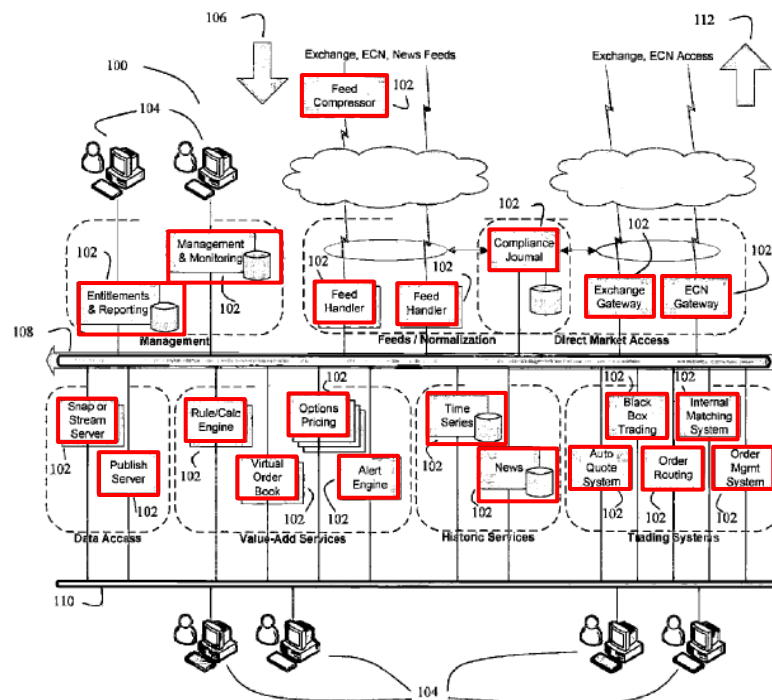 106
112
100
Exchange, ECN, News Feeds
Exchange, ECN Access
104
Feed
Compressor
102
102
Management
& Monitoring
Compliance
Journal
102
102
102
102
102
102
Entitlements
& Reporting
102
Feed
Handler
Feed
Handler
Exchange
Gateway
ECN
Gateway
108
Management
Feeds / Normalization
Direct Market Access
102
102
102
Snap or
Stream
Server
Rule/Calc
Engine
Options
Pricing
Time
Series
Black
Box
Trading
Internal
Matching
System
102
102
102
Publish
Server
Virtual
Order
Book
Alert
Engine
News
Auto
Quote
System
Order
Routing
Order
Mgmt
System
102
102
102
102
102
102
102
Data Access
Value-Add Services
Historic Services
Trading Systems
110
104